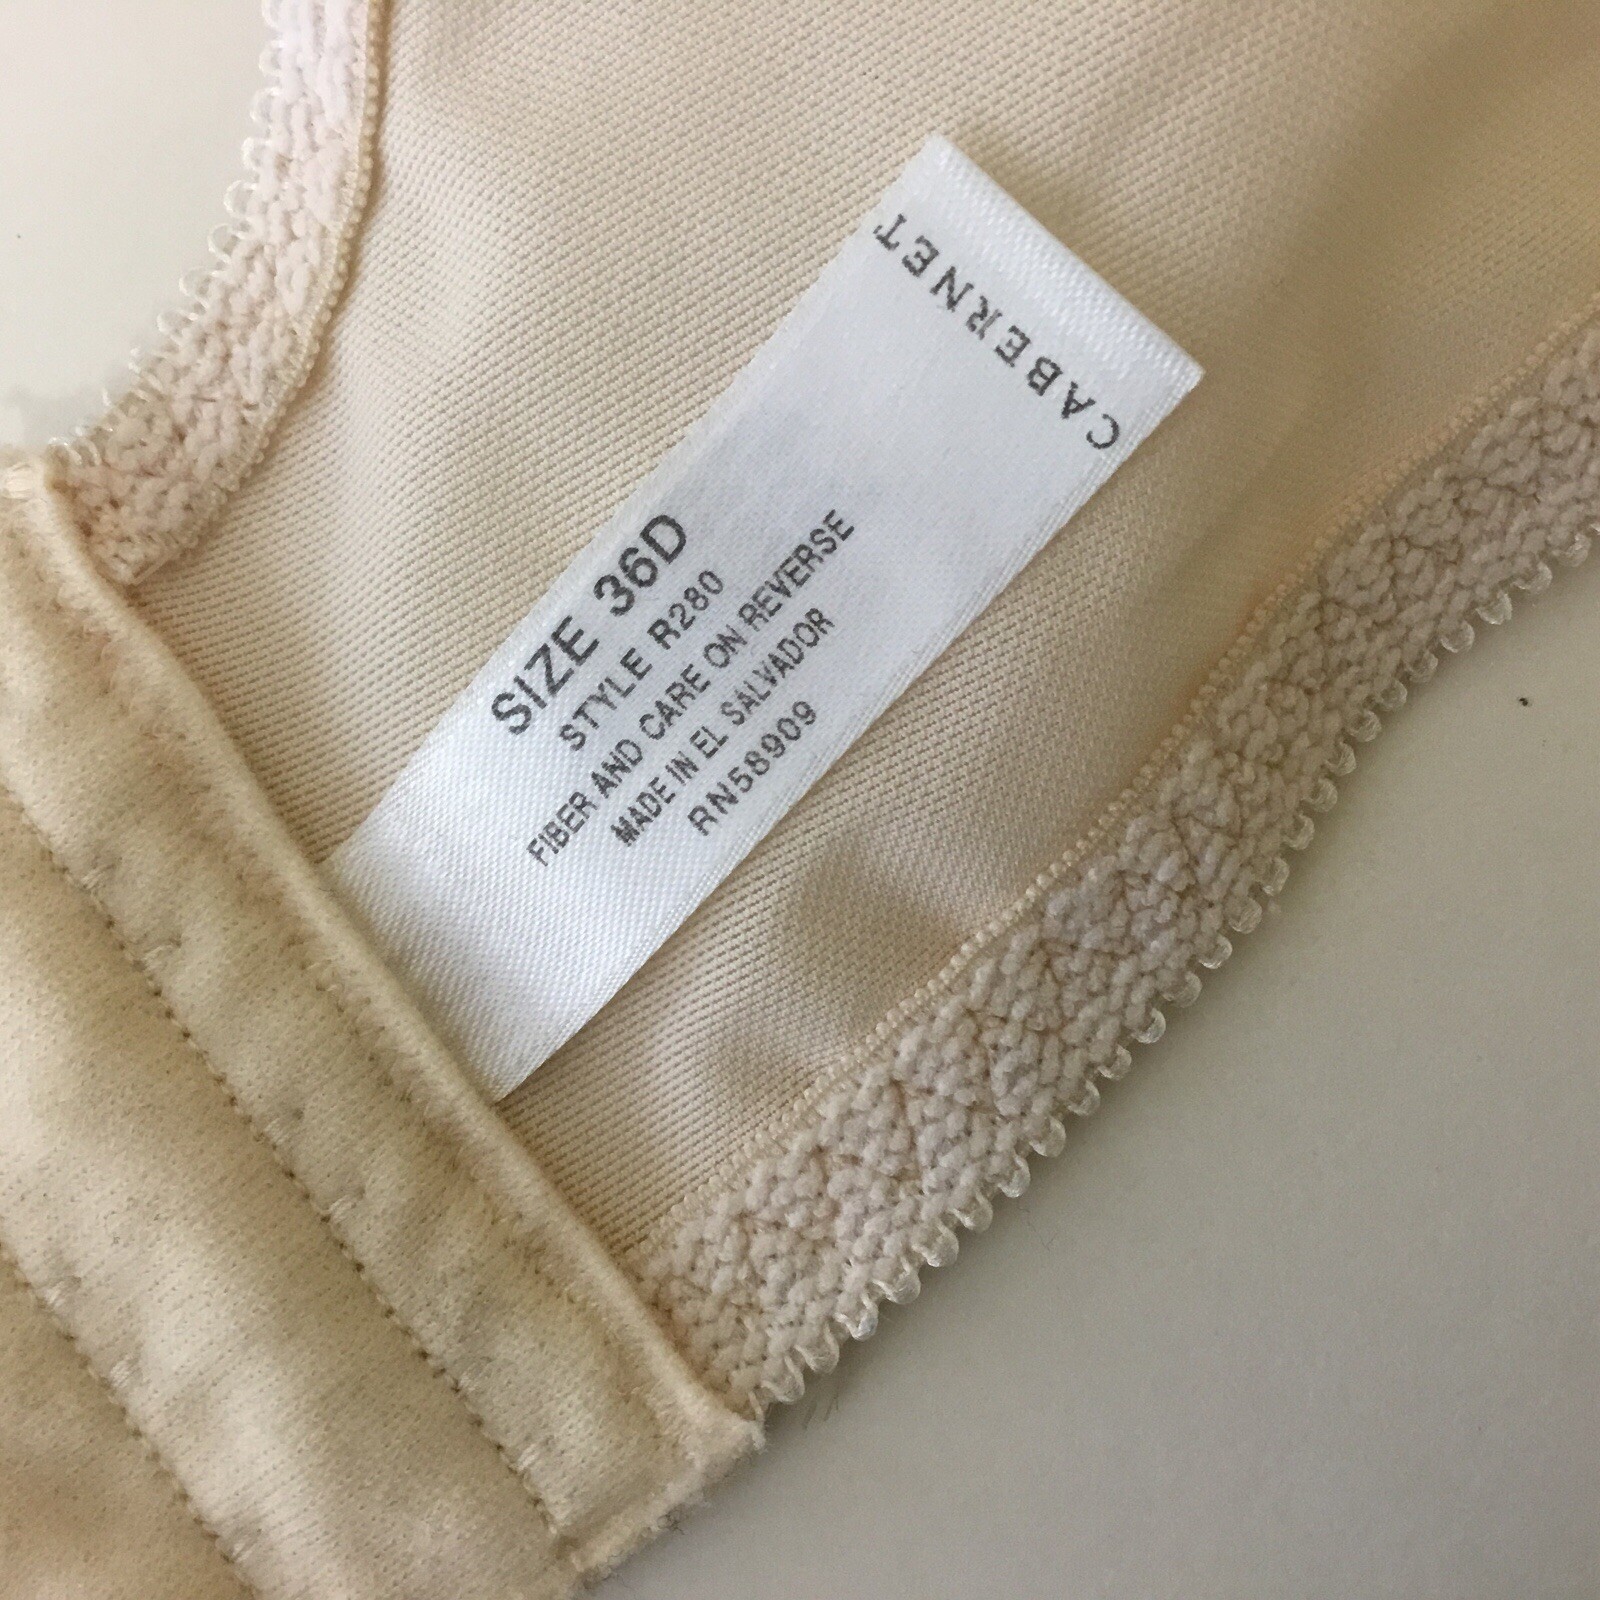 CABERNET
SIZE 36D
STYLE R280
FIBER AND CARE ON REVERSE
MADE IN EL SALVADOR
RN58909